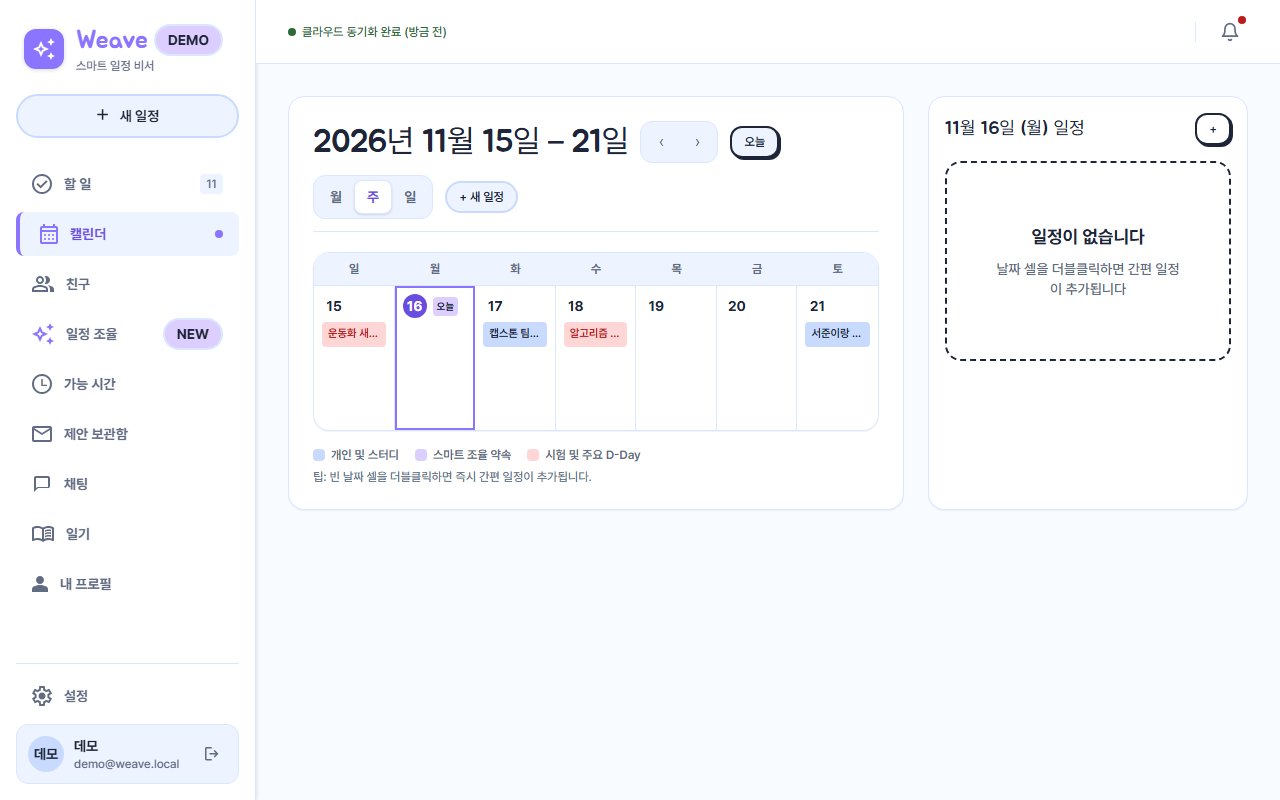 Weave DEMO
스마트 일정 비서
+ 새 일정
할 일 11
캘린더
친구
일정 조율 NEW
가능 시간
제안 보관함
채팅
일기
내 프로필
설정
데모 데모
demo@weave.local
클라우드 동기화 완료 (방금 전)
2026년 11월 15일 – 21일 ‹ › 오늘
월 주 일 + 새 일정
일 월 화 수 목 금 토
15 16 오늘 17 18 19 20 21
운동화 새... 캡스톤 팀... 알고리즘 ... 서준이랑 ...
개인 및 스터디 스마트 조율 약속 시험 및 주요 D-Day
팁: 빈 날짜 셀을 더블클릭하면 즉시 간편 일정이 추가됩니다.
11월 16일 (월) 일정 +
일정이 없습니다
날짜 셀을 더블클릭하면 간편 일정
이 추가됩니다